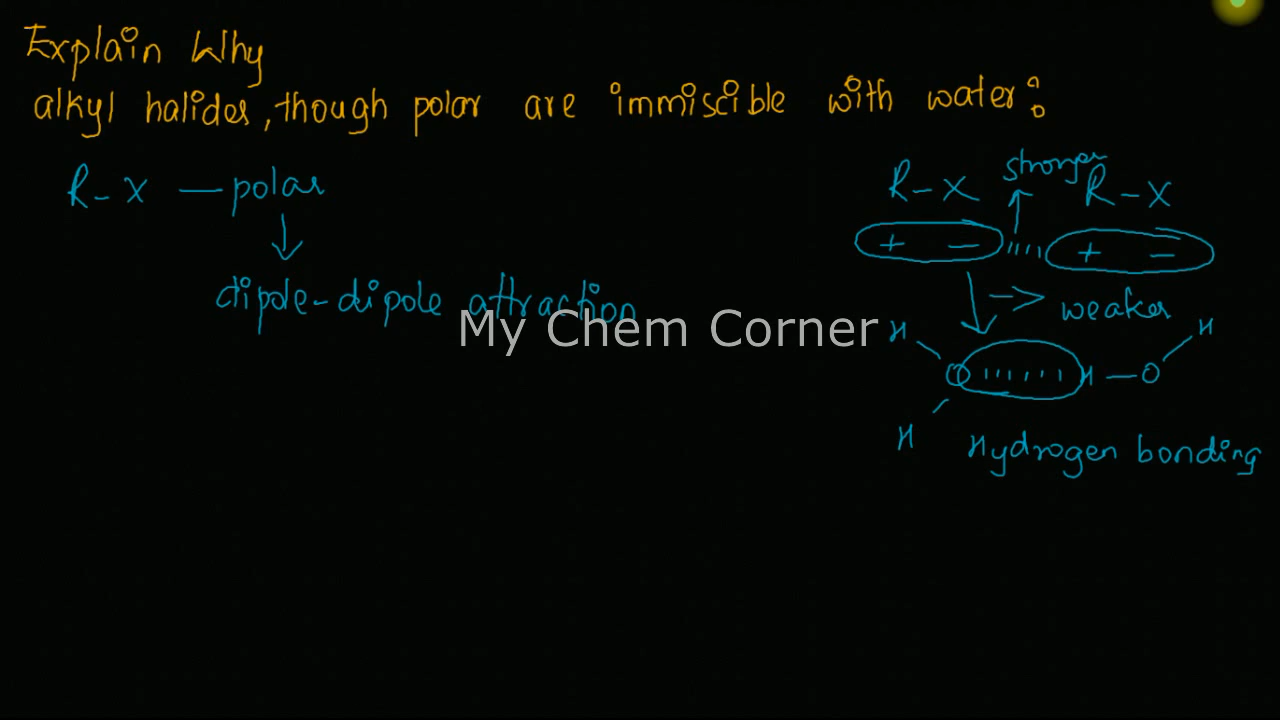 Explain Why
alkyl halides, though polar are immiscible with water:
R-X — polar
dipole-dipole attraction
My Chem Corner
stronger
R-X R-X
+ - + -
weaker
H H
O H-O
H
Hydrogen bonding